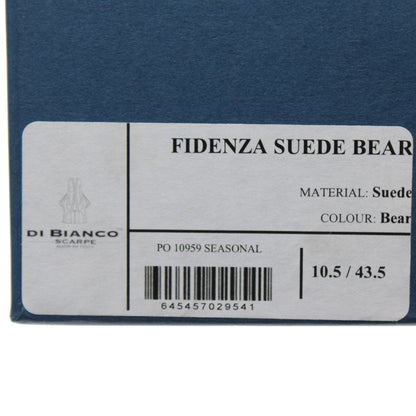 FIDENZA SUEDE BEAR
MATERIAL: Suede
COLOUR: Bear
DI BIANCO
SCARPE
PO 10959 SEASONAL
10.5 / 43.5
645457029541